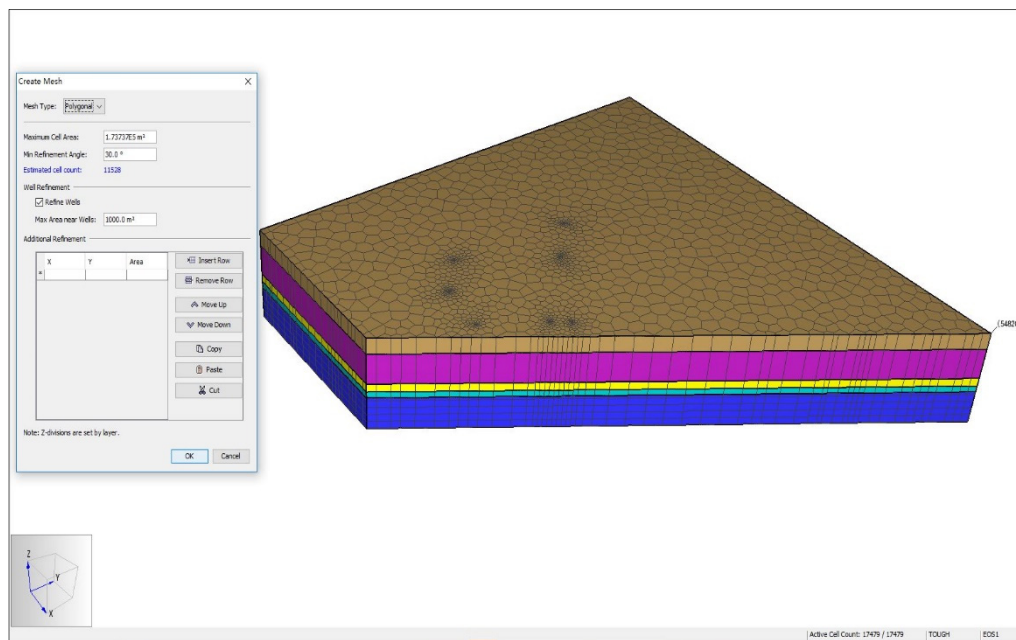 Create Mesh
Mesh Type: Polygonal
Maximum Cell Area: 1.73737E5 m²
Min Refinement Angle: 30.0 °
Estimated cell count: 11528
Well Refinement
Refine Wells
Max Area near Wells: 1000.0 m²
Additional Refinement
X Y Area
*
Insert Row
Remove Row
Move Up
Move Down
Copy
Paste
Cut
Note: Z-divisions are set by layer.
OK Cancel
(54820
Z
Y
X
Active Cell Count: 17479 / 17479 TOUGH EOS1